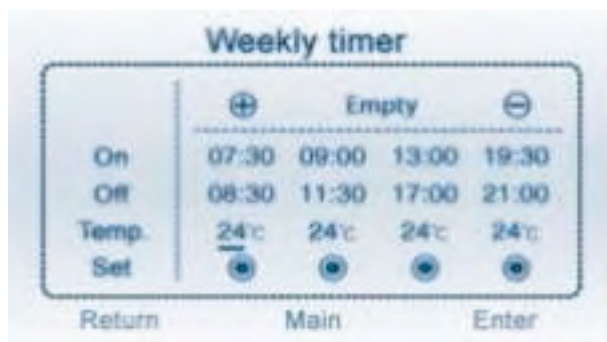 Weekly timer
⊕ Empty ⊖
On 07:30 09:00 13:00 19:30
Off 08:30 11:30 17:00 21:00
Temp. 24°C 24°C 24°C 24°C
Set
Return Main Enter